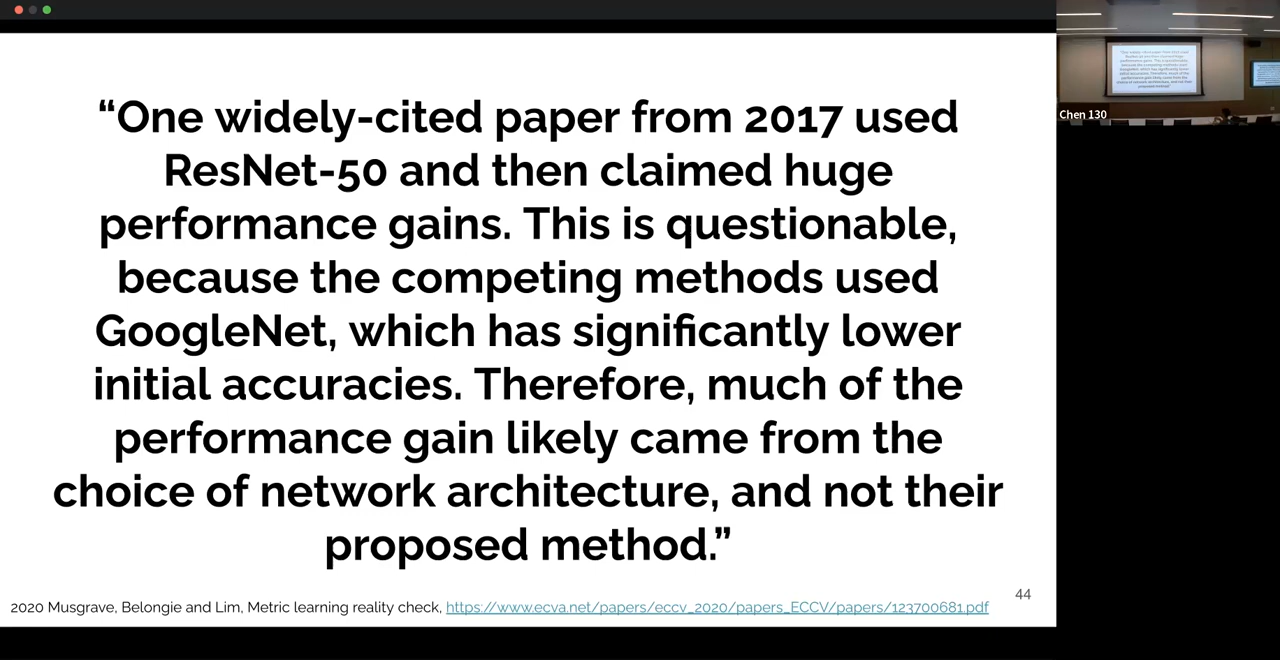 “One widely-cited paper from 2017 used
ResNet-50 and then claimed huge
performance gains. This is questionable,
because the competing methods used
GoogleNet, which has significantly lower
initial accuracies. Therefore, much of the
performance gain likely came from the
choice of network architecture, and not their
proposed method.”
44
2020 Musgrave, Belongie and Lim, Metric learning reality check, https://www.ecva.net/papers/eccv_2020/papers_ECCV/papers/123700681.pdf
Chen 130